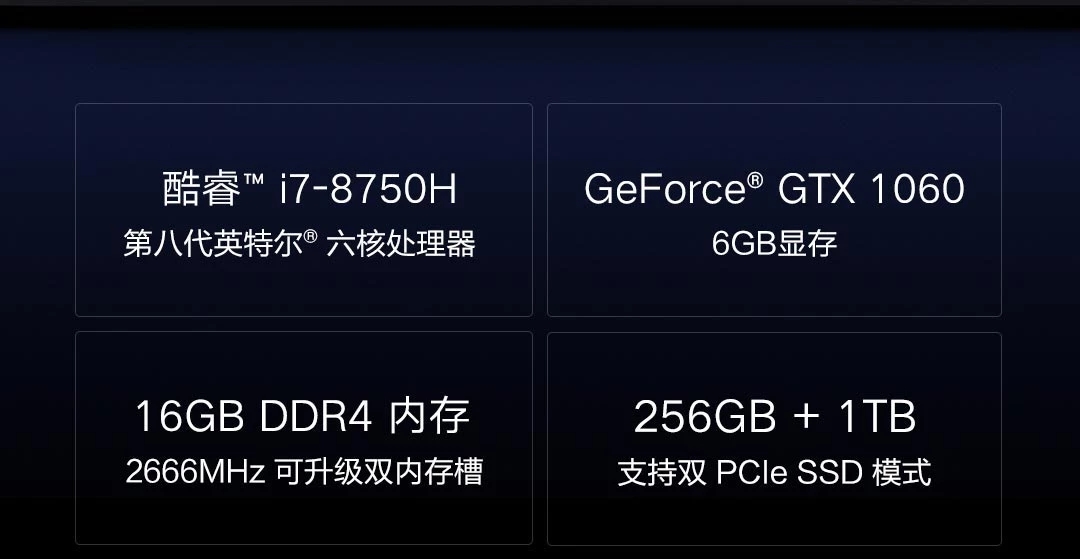 酷睿™ i7-8750H
第八代英特尔® 六核处理器
GeForce® GTX 1060
6GB显存
16GB DDR4 内存
2666MHz 可升级双内存槽
256GB + 1TB
支持双 PCIe SSD 模式